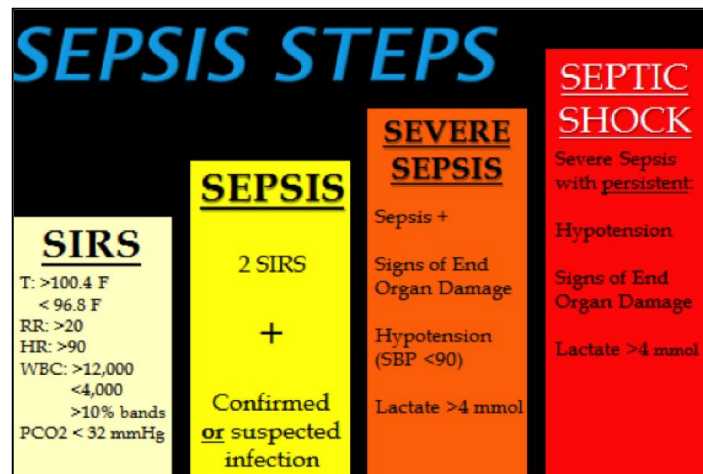 SEPSIS STEPS
SIRS
T: >100.4 F
< 96.8 F
RR: >20
HR: >90
WBC: >12,000
<4,000
>10% bands
PCO2 < 32 mmHg
SEPSIS
2 SIRS
+
Confirmed
or suspected
infection
SEVERE
SEPSIS
Sepsis +
Signs of End
Organ Damage
Hypotension
(SBP <90)
Lactate >4 mmol
SEPTIC
SHOCK
Severe Sepsis
with persistent:
Hypotension
Signs of End
Organ Damage
Lactate >4 mmol